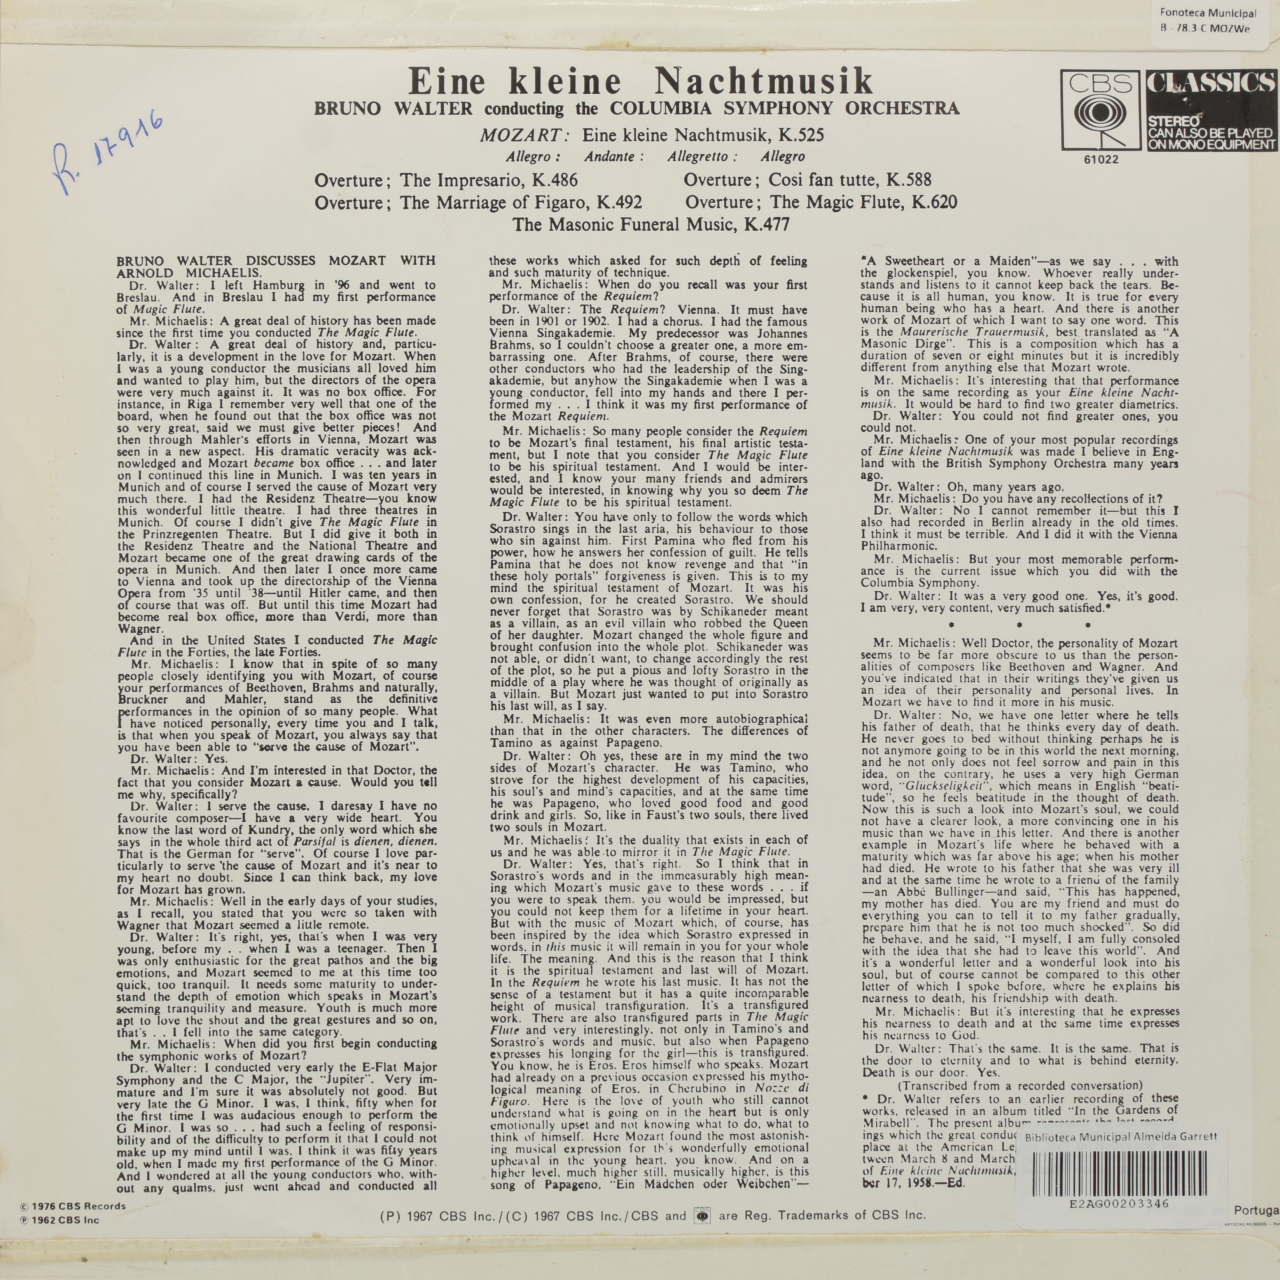 Fonoteca Municipal
B - 78.3 C MOZWe
R. 17916
Eine kleine Nachtmusik
BRUNO WALTER conducting the COLUMBIA SYMPHONY ORCHESTRA
MOZART: Eine kleine Nachtmusik, K.525
Allegro : Andante : Allegretto : Allegro
Overture; The Impresario, K.486
Overture; Cosi fan tutte, K.588
Overture; The Marriage of Figaro, K.492
Overture; The Magic Flute, K.620
The Masonic Funeral Music, K.477
CBS
CLASSICS
STEREO
CAN ALSO BE PLAYED
ON MONO EQUIPMENT
61022
BRUNO WALTER DISCUSSES MOZART WITH
ARNOLD MICHAELIS.
Dr. Walter: I left Hamburg in '96 and went to
Breslau. And in Breslau I had my first performance
of Magic Flute.
Mr. Michaelis: A great deal of history has been made
since the first time you conducted The Magic Flute.
Dr. Walter: A great deal of history and, particu-
larly, it is a development in the love for Mozart. When
I was a young conductor the musicians all loved him
and wanted to play him, but the directors of the opera
were very much against it. It was no box office. For
instance, in Riga I remember very well that one of the
board, when he found out that the box office was not
so very great, said we must give better pieces! And
then through Mahler's efforts in Vienna, Mozart was
seen in a new aspect. His dramatic veracity was ack-
nowledged and Mozart became box office . . . and later
on I continued this line in Munich. I was ten years in
Munich and of course I served the cause of Mozart very
much there. I had the Residenz Theatre—you know
this wonderful little theatre. I had three theatres in
Munich. Of course I didn't give The Magic Flute in
the Prinzregenten Theatre. But I did give it both in
the Residenz Theatre and the National Theatre and
Mozart became one of the great drawing cards of the
opera in Munich. And then later I once more came
to Vienna and took up the directorship of the Vienna
Opera from '35 until '38—until Hitler came, and then
of course that was off. But until this time Mozart had
become real box office, more than Verdi, more than
Wagner.
And in the United States I conducted The Magic
Flute in the Forties, the late Forties.
Mr. Michaelis: I know that in spite of so many
people closely identifying you with Mozart, of course
your performances of Beethoven, Brahms and naturally,
Bruckner and Mahler, stand as the definitive
performances in the opinion of so many people. What
I have noticed personally, every time you and I talk,
is that when you speak of Mozart, you always say that
you have been able to "serve the cause of Mozart".
Dr. Walter: Yes.
Mr. Michaelis: And I'm interested in that Doctor, the
fact that you consider Mozart a cause. Would you tell
me why, specifically?
Dr. Walter: I serve the cause. I daresay I have no
favourite composer—I have a very wide heart. You
know the last word of Kundry, the only word which she
says in the whole third act of Parsifal is dienen, dienen.
That is the German for "serve". Of course I love par-
ticularly to serve the cause of Mozart and it's near to
my heart no doubt. Since I can think back, my love
for Mozart has grown.
Mr. Michaelis: Well in the early days of your studies,
as I recall, you stated that you were so taken with
Wagner that Mozart seemed a little remote.
Dr. Walter: It's right, yes, that's when I was very
young, before my . . when I was a teenager. Then I
was only enthusiastic for the great pathos and the big
emotions, and Mozart seemed to me at this time too
quick, too tranquil. It needs some maturity to under-
stand the depth of emotion which speaks in Mozart's
seeming tranquility and measure. Youth is much more
apt to love the shout and the great gestures and so on,
that's . . I fell into the same category.
Mr. Michaelis: When did you first begin conducting
the symphonic works of Mozart?
Dr. Walter: I conducted very early the E-Flat Major
Symphony and the C Major, the "Jupiter". Very im-
mature and I'm sure it was absolutely not good. But
very late the G Minor. I was, I think, fifty when for
the first time I was audacious enough to perform the
G Minor. I was so . . . had such a feeling of responsi-
bility and of the difficulty to perform it that I could not
make up my mind until I was, I think it was fifty years
old, when I made my first performance of the G Minor.
And I wondered at all the young conductors who, with-
out any qualms, just went ahead and conducted all
these works which asked for such depth of feeling
and such maturity of technique.
Mr. Michaelis: When do you recall was your first
performance of the Requiem?
Dr. Walter: The Requiem? Vienna. It must have
been in 1901 or 1902. I had a chorus. I had the famous
Vienna Singakademie. My predecessor was Johannes
Brahms, so I couldn't choose a greater one, a more em-
barrassing one. After Brahms, of course, there were
other conductors who had the leadership of the Sing-
akademie, but anyhow the Singakademie when I was a
young conductor, fell into my hands and there I per-
formed my . . . I think it was my first performance of
the Mozart Requiem.
Mr. Michaelis: So many people consider the Requiem
to be Mozart's final testament, his final artistic testa-
ment, but I note that you consider The Magic Flute
to be his spiritual testament. And I would be inter-
ested, and I know your many friends and admirers
would be interested, in knowing why you so deem The
Magic Flute to be his spiritual testament.
Dr. Walter: You have only to follow the words which
Sorastro sings in the last aria, his behaviour to those
who sin against him. First Pamina who fled from his
power, how he answers her confession of guilt. He tells
Pamina that he does not know revenge and that "in
these holy portals" forgiveness is given. This is to my
mind the spiritual testament of Mozart. It was his
own confession, for he created Sorastro. We should
never forget that Sorastro was by Schikaneder meant
as a villain, as an evil villain who robbed the Queen
of her daughter. Mozart changed the whole figure and
brought confusion into the whole plot. Schikaneder was
not able, or didn't want, to change accordingly the rest
of the plot, so he put a pious and lofty Sorastro in the
middle of a play where he was thought of originally as
a villain. But Mozart just wanted to put into Sorastro
his last will, as I say.
Mr. Michaelis: It was even more autobiographical
than that in the other characters. The differences of
Tamino as against Papageno.
Dr. Walter: Oh yes, these are in my mind the two
sides of Mozart's character. He was Tamino, who
strove for the highest development of his capacities,
his soul's and mind's capacities, and at the same time
he was Papageno, who loved good food and good
drink and girls. So, like in Faust's two souls, there lived
two souls in Mozart.
Mr. Michaelis: It's the duality that exists in each of
us and he was able to mirror it in The Magic Flute.
Dr. Walter: Yes, that's right. So I think that in
Sorastro's words and in the immeasurably high mean-
ing which Mozart's music gave to these words . . . if
you were to speak them, you would be impressed, but
you could not keep them for a lifetime in your heart.
But with the music of Mozart which, of course, has
been inspired by the idea which Sorastro expressed in
words, in this music it will remain in you for your whole
life. The meaning. And this is the reason that I think
it is the spiritual testament and last will of Mozart.
In the Requiem he wrote his last music. It has not the
sense of a testament but it has a quite incomparable
height of musical transfiguration. It's a transfigured
work. There are also transfigured parts in The Magic
Flute and very interestingly, not only in Tamino's and
Sorastro's words and music, but also when Papageno
expresses his longing for the girl—this is transfigured.
You know, he is Eros, Eros himself who speaks. Mozart
had already on a previous occasion expressed his mytho-
logical meaning of Eros, in Cherubino in Nozze di
Figaro. Here is the love of youth who still cannot
understand what is going on in the heart but is only
emotionally upset and not knowing what to do, what to
think of himself. Here Mozart found the most astonish-
ing musical expression for this wonderfully emotional
upheaval in the young heart, you know. And on a
higher level, much higher still, musically higher, is this
song of Papageno, "Ein Mädchen oder Weibchen"—
"A Sweetheart or a Maiden"—as we say . . . with
the glockenspiel, you know. Whoever really under-
stands and listens to it cannot keep back the tears. Be-
cause it is all human, you know. It is true for every
human being who has a heart. And there is another
work of Mozart of which I want to say one word. This
is the Maurerische Trauermusik, best translated as "A
Masonic Dirge". This is a composition which has a
duration of seven or eight minutes but it is incredibly
different from anything else that Mozart wrote.
Mr. Michaelis: It's interesting that that performance
is on the same recording as your Eine kleine Nacht-
musik. It would be hard to find two greater diametrics.
Dr. Walter: You could not find greater ones, you
could not.
Mr. Michaelis: One of your most popular recordings
of Eine kleine Nachtmusik was made I believe in Eng-
land with the British Symphony Orchestra many years
ago.
Dr. Walter: Oh, many years ago.
Mr. Michaelis: Do you have any recollections of it?
Dr. Walter: No I cannot remember it—but this I
also had recorded in Berlin already in the old times.
I think it must be terrible. And I did it with the Vienna
Philharmonic.
Mr. Michaelis: But your most memorable perform-
ance is the current issue which you did with the
Columbia Symphony.
Dr. Walter: It was a very good one. Yes, it's good.
I am very, very content, very much satisfied.*
* * *
Mr. Michaelis: Well Doctor, the personality of Mozart
seems to be far more obscure to us than the person-
alities of composers like Beethoven and Wagner. And
you've indicated that in their writings they've given us
an idea of their personality and personal lives. In
Mozart we have to find it more in his music.
Dr. Walter: No, we have one letter where he tells
his father of death, that he thinks every day of death.
He never goes to bed without thinking perhaps he is
not anymore going to be in this world the next morning,
and he not only does not feel sorrow and pain in this
idea, on the contrary, he uses a very high German
word, "Gluckseligkeit", which means in English "beati-
tude", so he feels beatitude in the thought of death.
Now this is such a look into Mozart's soul, we could
not have a clearer look, a more convincing one in his
music than we have in this letter. And there is another
example in Mozart's life where he behaved with a
maturity which was far above his age; when his mother
had died. He wrote to his father that she was very ill
and at the same time he wrote to a friend of the family
—an Abbé Bullinger—and said, "This has happened,
my mother has died. You are my friend and must do
everything you can to tell it to my father gradually,
prepare him that he is not too much shocked". So did
he behave, and he said, "I myself, I am fully consoled
with the idea that she had to leave this world". And
it's a wonderful letter and a wonderful look into his
soul, but of course cannot be compared to this other
letter of which I spoke before, where he explains his
nearness to death, his friendship with death.
Mr. Michaelis: But it's interesting that he expresses
his nearness to death and at the same time expresses
his nearness to God.
Dr. Walter: That's the same. It is the same. That is
the door to eternity and to what is behind eternity.
Death is our door. Yes.
(Transcribed from a recorded conversation)
* Dr. Walter refers to an earlier recording of these
works, released in an album titled "In the Gardens of
Mirabell". The present album represents the last record-
ings which the great conduc
place at the American Le
tween March 8 and March
of Eine kleine Nachtmusik,
ber 17, 1958.—Ed.
Biblioteca Municipal Almeida Garrett
E2AG00203346
© 1976 CBS Records
℗ 1962 CBS Inc
(P) 1967 CBS Inc./(C) 1967 CBS Inc./CBS and are Reg. Trademarks of CBS Inc.
Portuga